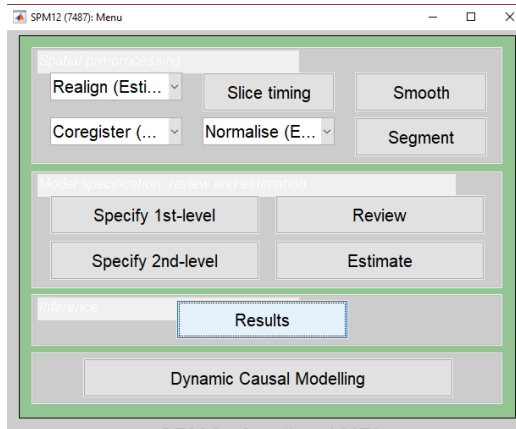 SPM12 (7487): Menu
Spatial pre-processing
Realign (Esti...
Slice timing
Smooth
Coregister (...
Normalise (E...
Segment
Model specification, review and estimation
Specify 1st-level
Review
Specify 2nd-level
Estimate
Inference
Results
Dynamic Causal Modelling